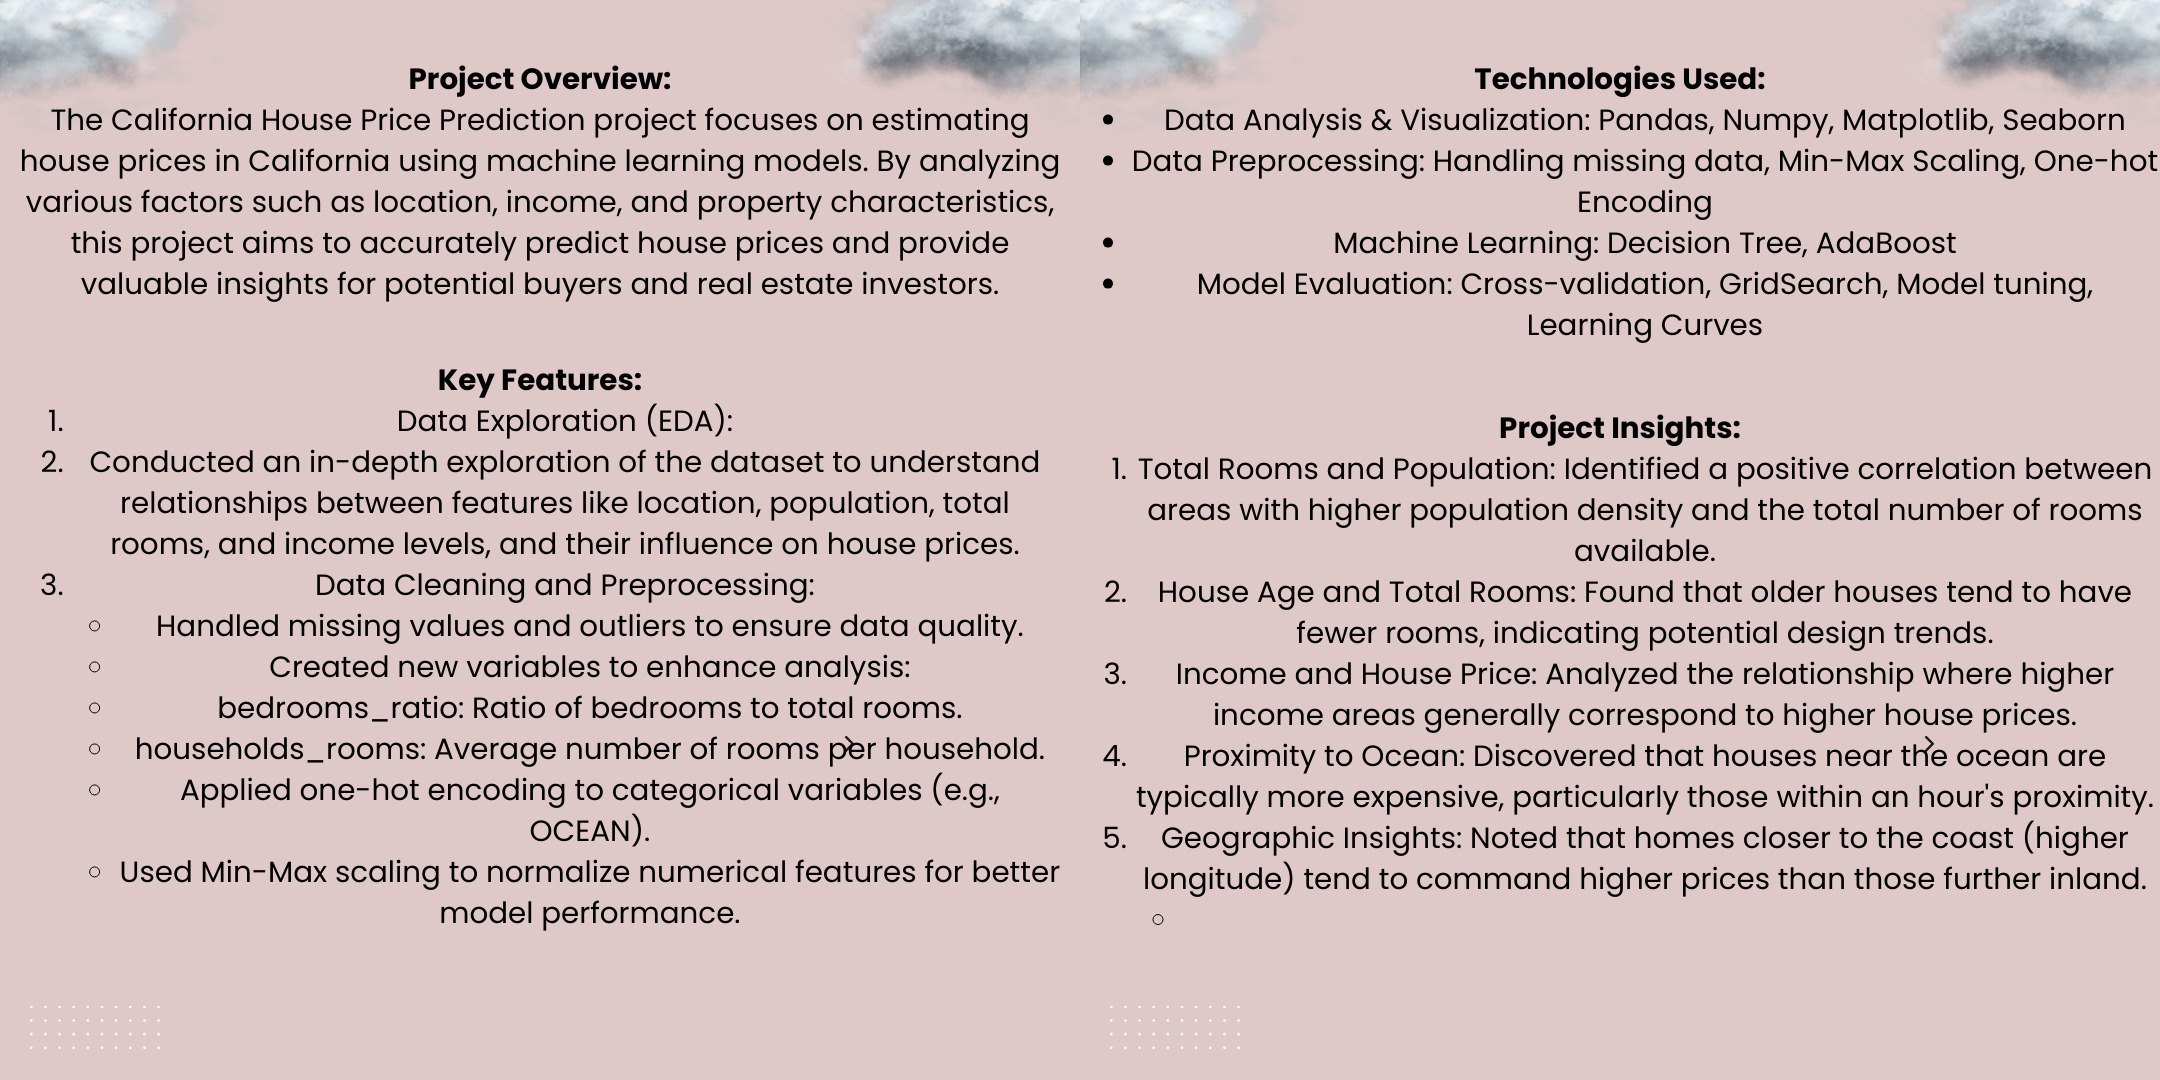 Project Overview:
The California House Price Prediction project focuses on estimating
house prices in California using machine learning models. By analyzing
various factors such as location, income, and property characteristics,
this project aims to accurately predict house prices and provide
valuable insights for potential buyers and real estate investors.
Key Features:
1. Data Exploration (EDA):
2. Conducted an in-depth exploration of the dataset to understand
relationships between features like location, population, total
rooms, and income levels, and their influence on house prices.
3. Data Cleaning and Preprocessing:
○ Handled missing values and outliers to ensure data quality.
○ Created new variables to enhance analysis:
○ bedrooms_ratio: Ratio of bedrooms to total rooms.
○ households_rooms: Average number of rooms per household.
○ Applied one-hot encoding to categorical variables (e.g.,
OCEAN).
○ Used Min-Max scaling to normalize numerical features for better
model performance.
Technologies Used:
• Data Analysis & Visualization: Pandas, Numpy, Matplotlib, Seaborn
• Data Preprocessing: Handling missing data, Min-Max Scaling, One-hot
Encoding
• Machine Learning: Decision Tree, AdaBoost
• Model Evaluation: Cross-validation, GridSearch, Model tuning,
Learning Curves
Project Insights:
1. Total Rooms and Population: Identified a positive correlation between
areas with higher population density and the total number of rooms
available.
2. House Age and Total Rooms: Found that older houses tend to have
fewer rooms, indicating potential design trends.
3. Income and House Price: Analyzed the relationship where higher
income areas generally correspond to higher house prices.
4. Proximity to Ocean: Discovered that houses near the ocean are
typically more expensive, particularly those within an hour's proximity.
5. Geographic Insights: Noted that homes closer to the coast (higher
longitude) tend to command higher prices than those further inland.